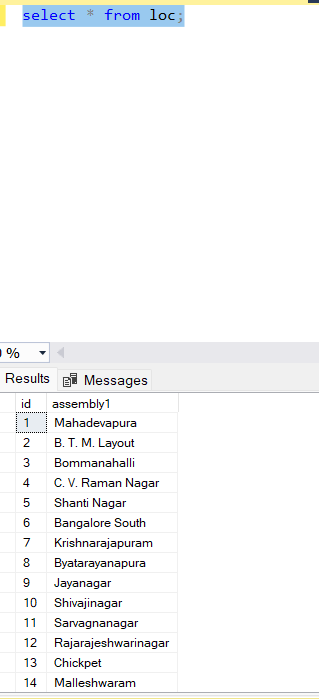 select * from loc;
%
Results Messages
id assembly1
1 Mahadevapura
2 B. T. M. Layout
3 Bommanahalli
4 C. V. Raman Nagar
5 Shanti Nagar
6 Bangalore South
7 Krishnarajapuram
8 Byatarayanapura
9 Jayanagar
10 Shivajinagar
11 Sarvagnanagar
12 Rajarajeshwarinagar
13 Chickpet
14 Malleshwaram